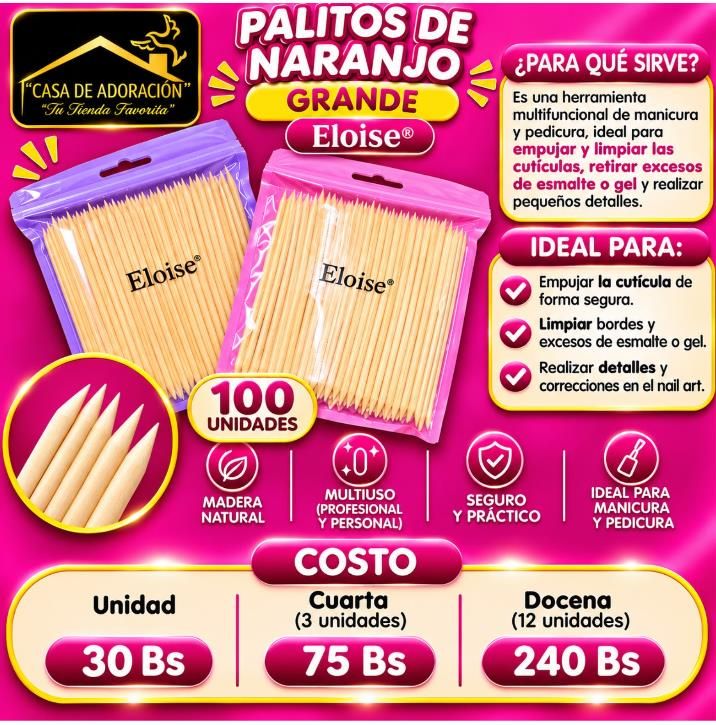 "CASA DE ADORACIÓN"
"Tu Tienda Favorita"
PALITOS DE
NARANJO
GRANDE
Eloise®
¿PARA QUÉ SIRVE?
Es una herramienta
multifuncional de manicura
y pedicura, ideal para
empujar y limpiar las
cutículas, retirar excesos
de esmalte o gel y realizar
pequeños detalles.
IDEAL PARA:
Empujar la cutícula de
forma segura.
Limpiar bordes y
excesos de esmalte o gel.
Realizar detalles y
correcciones en el nail art.
Eloise®
Eloise®
100
UNIDADES
MADERA
NATURAL
MULTIUSO
(PROFESIONAL
Y PERSONAL)
SEGURO
Y PRÁCTICO
IDEAL PARA
MANICURA
Y PEDICURA
COSTO
Unidad
30 Bs
Cuarta
(3 unidades)
75 Bs
Docena
(12 unidades)
240 Bs